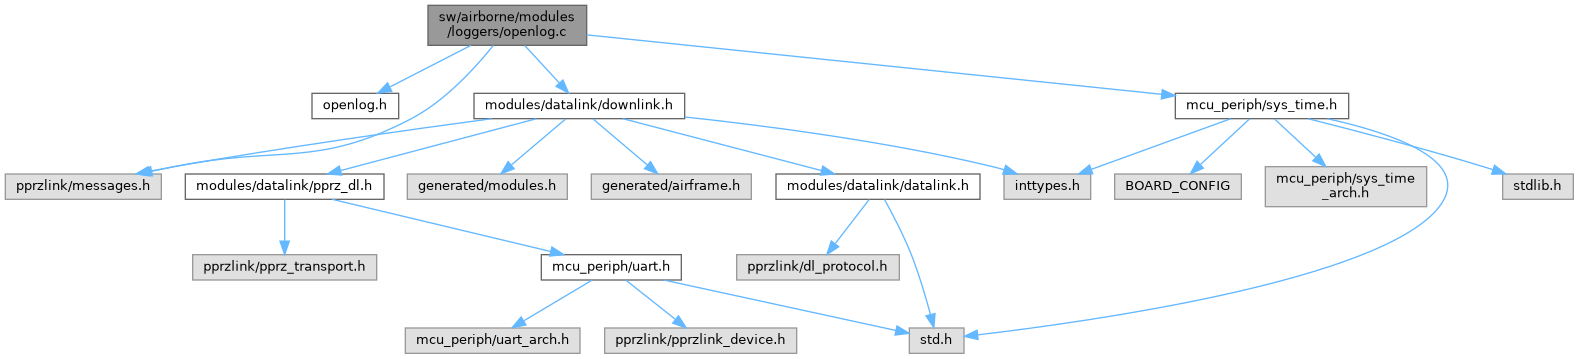 sw/airborne/modules
/loggers/openlog.c
openlog.h
modules/datalink/downlink.h
mcu_periph/sys_time.h
pprzlink/messages.h
modules/datalink/pprz_dl.h
generated/modules.h
generated/airframe.h
modules/datalink/datalink.h
inttypes.h
BOARD_CONFIG
mcu_periph/sys_time
_arch.h
stdlib.h
pprzlink/pprz_transport.h
mcu_periph/uart.h
pprzlink/dl_protocol.h
mcu_periph/uart_arch.h
pprzlink/pprzlink_device.h
std.h